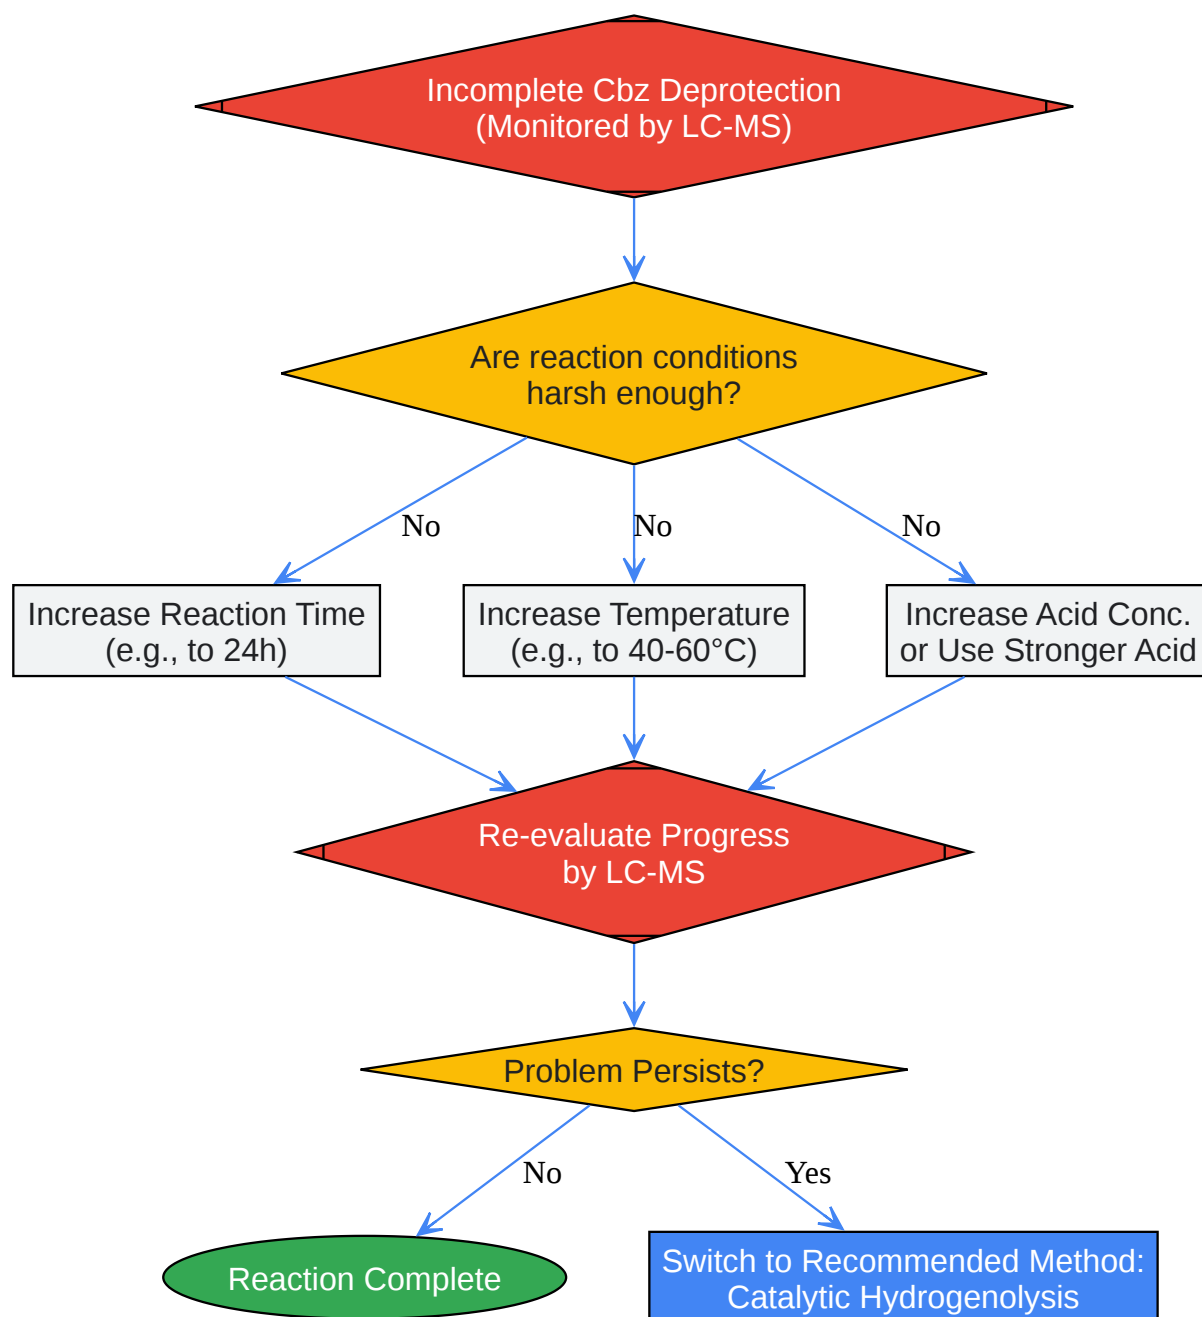 Incomplete Cbz Deprotection
(Monitored by LC-MS)
Are reaction conditions
harsh enough?
No
No
No
Increase Reaction Time
(e.g., to 24h)
Increase Temperature
(e.g., to 40-60°C)
Increase Acid Conc.
or Use Stronger Acid
Re-evaluate Progress
by LC-MS
Problem Persists?
No
Yes
Reaction Complete
Switch to Recommended Method:
Catalytic Hydrogenolysis